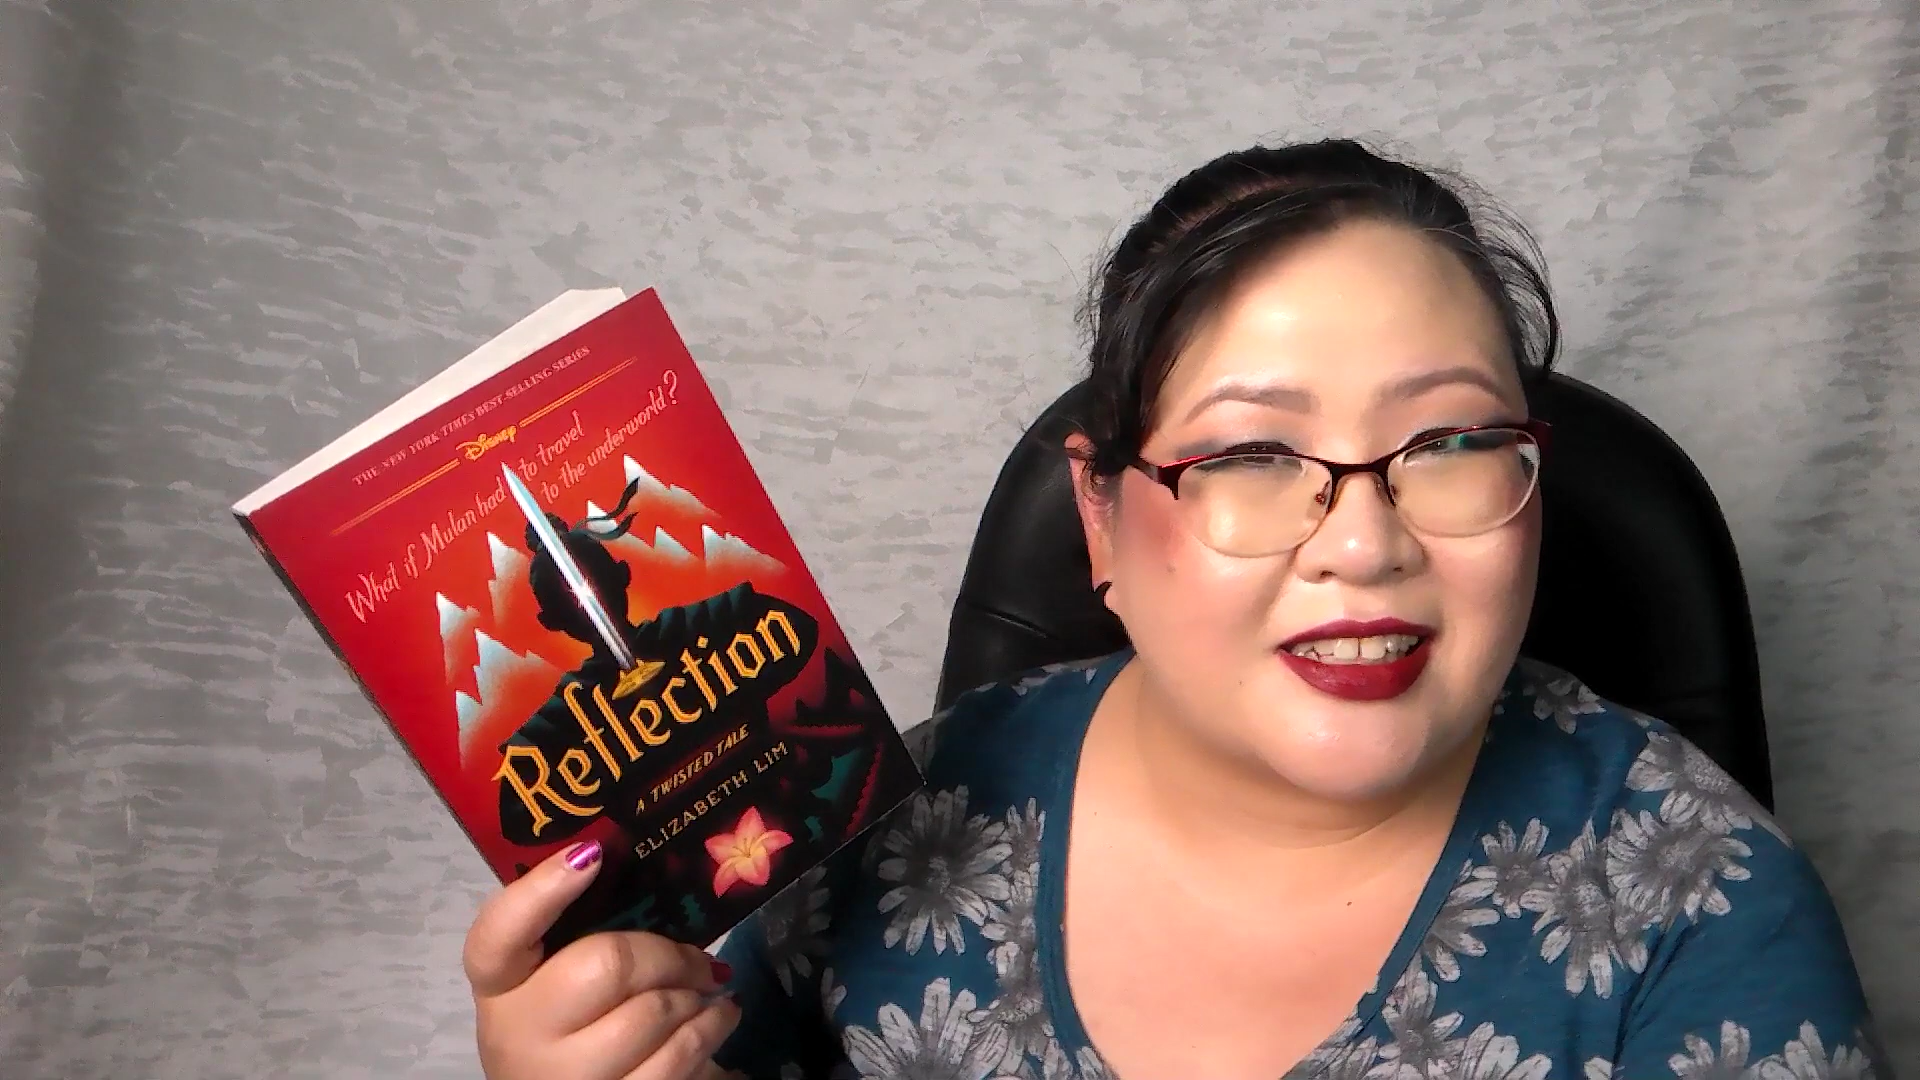 THE NEW YORK TIMES BEST-SELLING SERIES
Disney
What if Mulan had to travel
to the underworld?
Reflection
A TWISTED TALE
ELIZABETH LIM